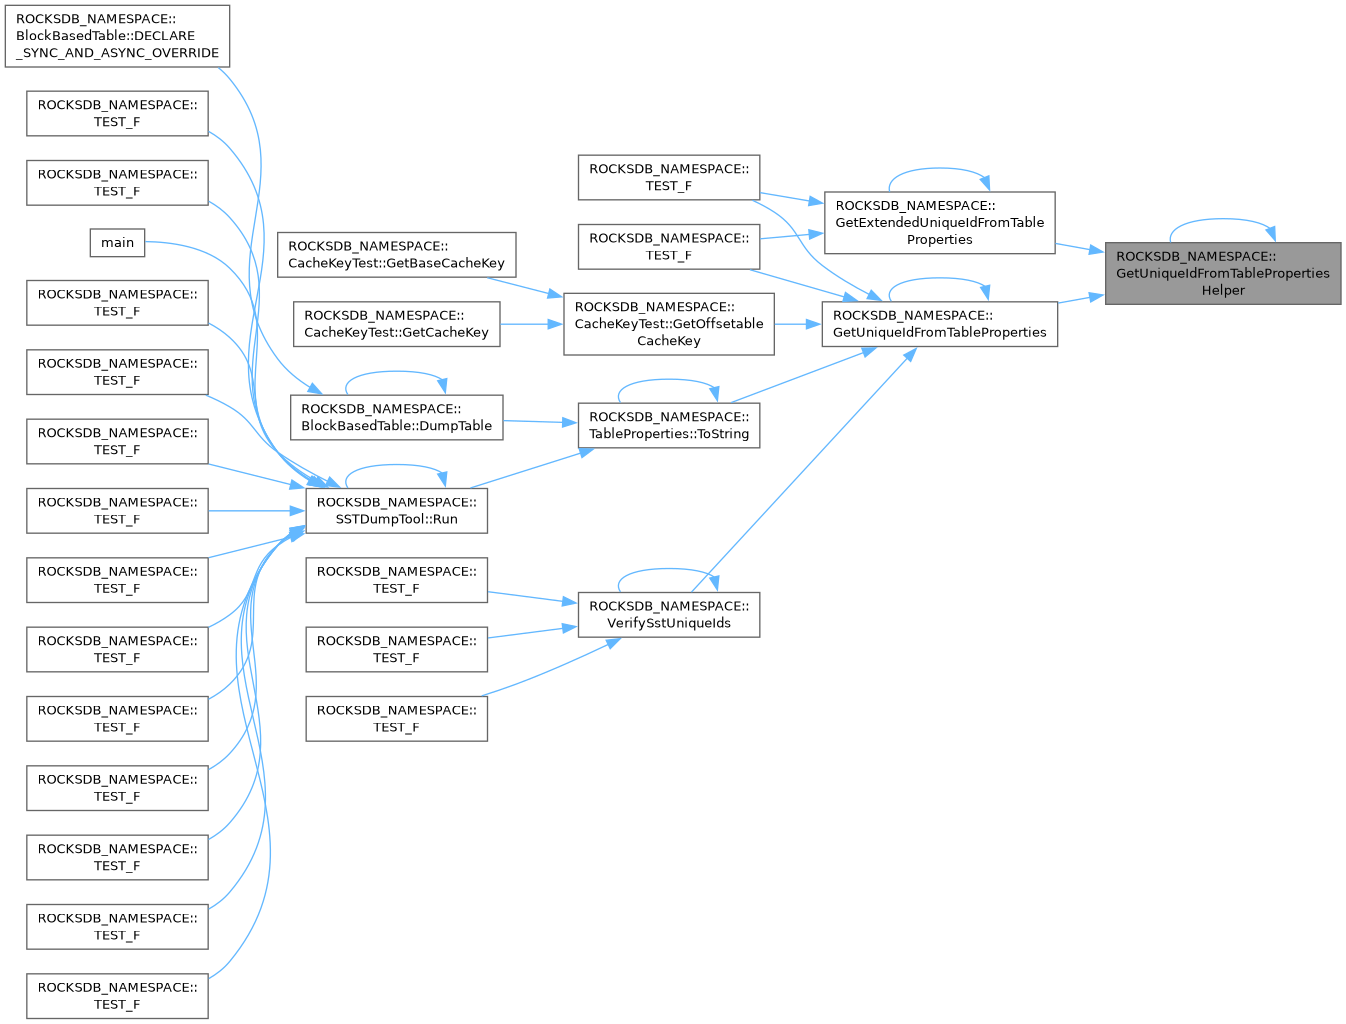 ROCKSDB_NAMESPACE::
BlockBasedTable::DECLARE
_SYNC_AND_ASYNC_OVERRIDE
ROCKSDB_NAMESPACE::
TEST_F
ROCKSDB_NAMESPACE::
TEST_F
main
ROCKSDB_NAMESPACE::
TEST_F
ROCKSDB_NAMESPACE::
TEST_F
ROCKSDB_NAMESPACE::
TEST_F
ROCKSDB_NAMESPACE::
TEST_F
ROCKSDB_NAMESPACE::
TEST_F
ROCKSDB_NAMESPACE::
TEST_F
ROCKSDB_NAMESPACE::
TEST_F
ROCKSDB_NAMESPACE::
TEST_F
ROCKSDB_NAMESPACE::
TEST_F
ROCKSDB_NAMESPACE::
TEST_F
ROCKSDB_NAMESPACE::
TEST_F
ROCKSDB_NAMESPACE::
CacheKeyTest::GetBaseCacheKey
ROCKSDB_NAMESPACE::
CacheKeyTest::GetCacheKey
ROCKSDB_NAMESPACE::
BlockBasedTable::DumpTable
ROCKSDB_NAMESPACE::
SSTDumpTool::Run
ROCKSDB_NAMESPACE::
TEST_F
ROCKSDB_NAMESPACE::
TEST_F
ROCKSDB_NAMESPACE::
TEST_F
ROCKSDB_NAMESPACE::
TEST_F
ROCKSDB_NAMESPACE::
TEST_F
ROCKSDB_NAMESPACE::
CacheKeyTest::GetOffsetable
CacheKey
ROCKSDB_NAMESPACE::
TableProperties::ToString
ROCKSDB_NAMESPACE::
VerifySstUniqueIds
ROCKSDB_NAMESPACE::
GetExtendedUniqueIdFromTable
Properties
ROCKSDB_NAMESPACE::
GetUniqueIdFromTableProperties
ROCKSDB_NAMESPACE::
GetUniqueIdFromTableProperties
Helper